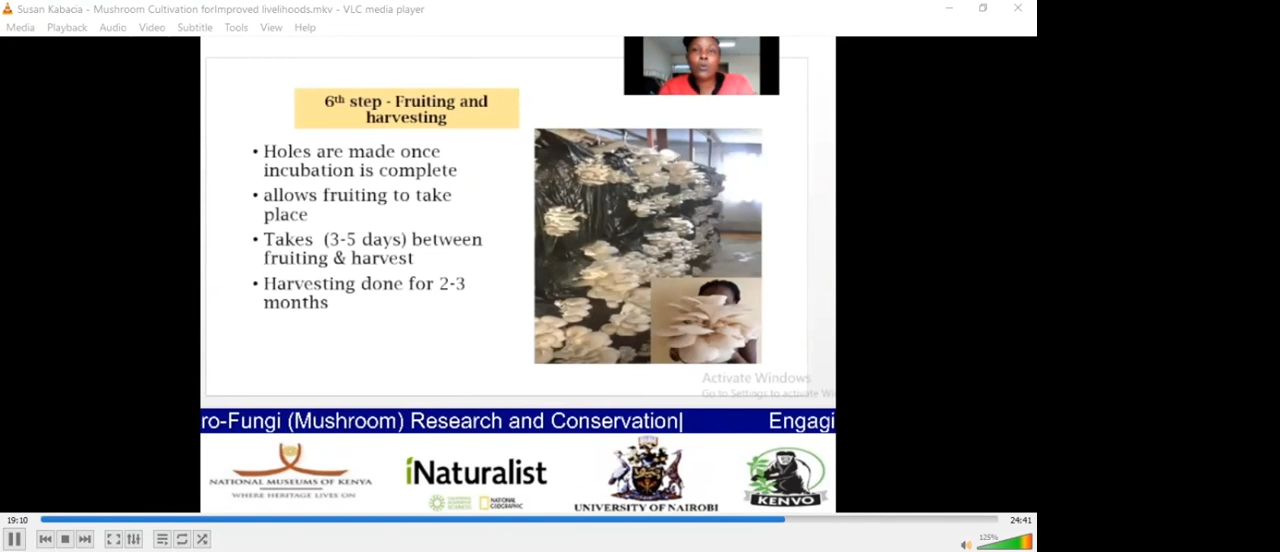 Susan Kabacia - Mushroom Cultivation forImproved livelihoods.mkv - VLC media player
Media Playback Audio Video Subtitle Tools View Help
6th step - Fruiting and
harvesting
• Holes are made once
incubation is complete
• allows fruiting to take
place
• Takes (3-5 days) between
fruiting & harvest
• Harvesting done for 2-3
months
Activate Windows
Go to Settings to activate Wi
ro-Fungi (Mushroom) Research and Conservation| Engagi
NATIONAL MUSEUMS OF KENYA
WHERE HERITAGE LIVES ON
iNaturalist
CALIFORNIA ACADEMY OF SCIENCES
NATIONAL GEOGRAPHIC
UNIVERSITY OF NAIROBI
KENVO
19:10
24:41
125%